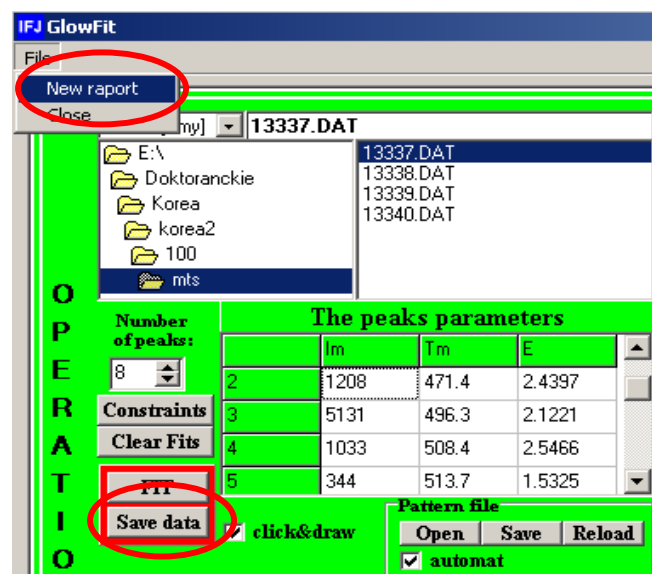 IFJ GlowFit
File
New raport
Close
my] 13337.DAT
E:\
Doktoranckie
Korea
korea2
100
mts
13337.DAT
13338.DAT
13339.DAT
13340.DAT
OPERATIO
Number
of peaks:
8
Constraints
Clear Fits
FIT
Save data
The peaks parameters
Im Tm E
2 1208 471.4 2.4397
3 5131 496.3 2.1221
4 1033 508.4 2.5466
5 344 513.7 1.5325
click&draw
Pattern file
Open Save Reload
automat